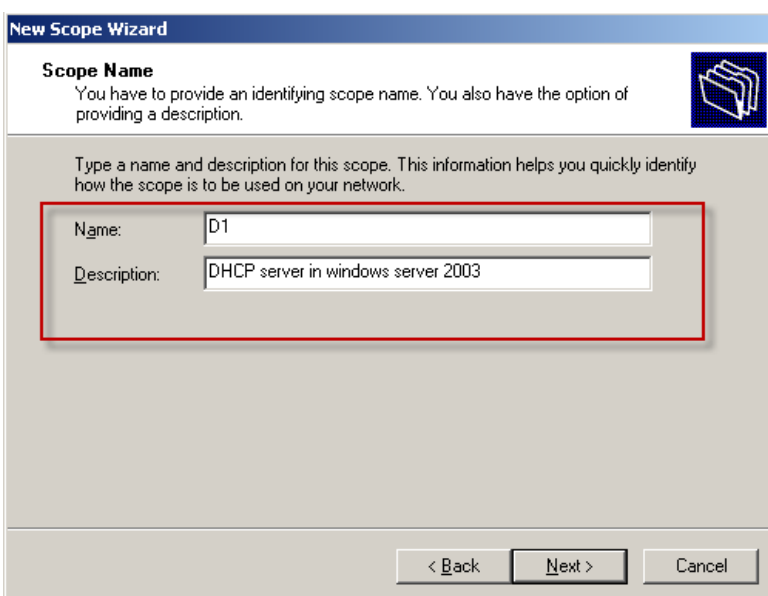 New Scope Wizard
Scope Name
You have to provide an identifying scope name. You also have the option of
providing a description.
Type a name and description for this scope. This information helps you quickly identify
how the scope is to be used on your network.
Name: D1
Description: DHCP server in windows server 2003
< Back Next > Cancel